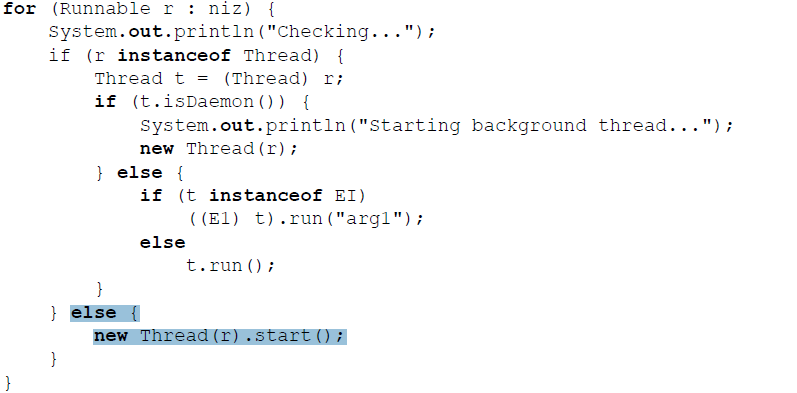 for (Runnable r : niz) {
    System.out.println("Checking...");
    if (r instanceof Thread) {
        Thread t = (Thread) r;
        if (t.isDaemon()) {
            System.out.println("Starting background thread...");
            new Thread(r);
        } else {
            if (t instanceof EI)
                ((E1) t).run("arg1");
            else
                t.run();
        }
    } else {
        new Thread(r).start();
    }
}